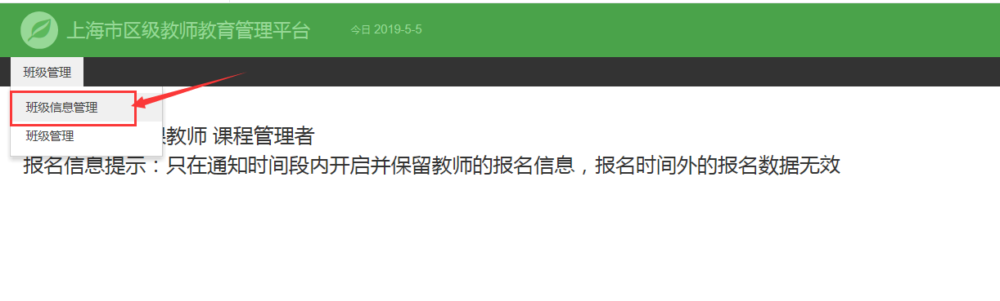 上海市区级教师教育管理平台 今日 2019-5-5
班级管理
班级信息管理
班级管理
教师 课程管理者
报名信息提示：只在通知时间段内开启并保留教师的报名信息，报名时间外的报名数据无效